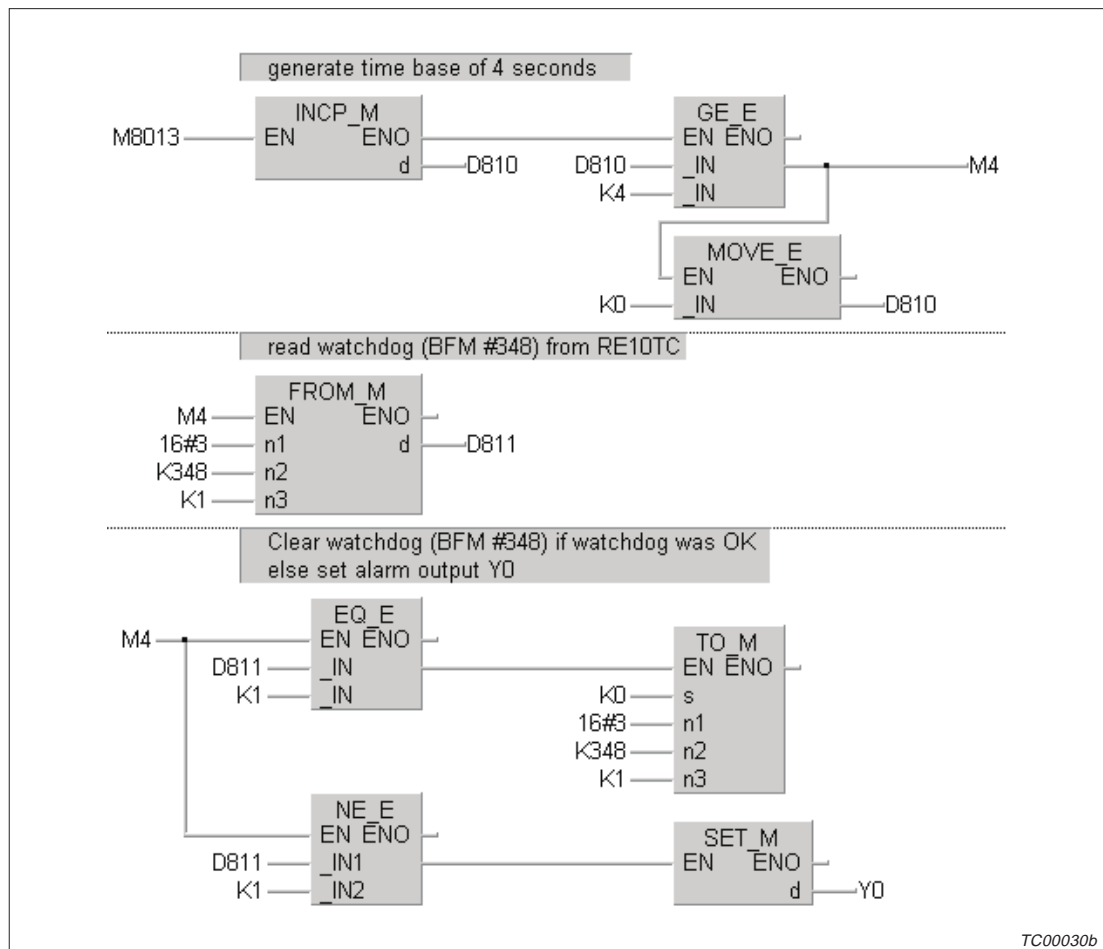 generate time base of 4 seconds
INCP_M
GE_E
M8013
EN ENO
EN ENO
d
D810
D810
_IN
M4
K4
_IN
MOVE_E
EN ENO
K0
_IN
D810
read watchdog (BFM #348) from RE10TC
FROM_M
M4
EN ENO
16#3
n1
d
D811
K348
n2
K1
n3
Clear watchdog (BFM #348) if watchdog was OK
else set alarm output Y0
EQ_E
M4
EN ENO
TO_M
D811
_IN
EN ENO
K1
_IN
K0
s
16#3
n1
K348
n2
K1
n3
NE_E
EN ENO
SET_M
D811
_IN1
EN ENO
K1
_IN2
d
Y0
TC00030b